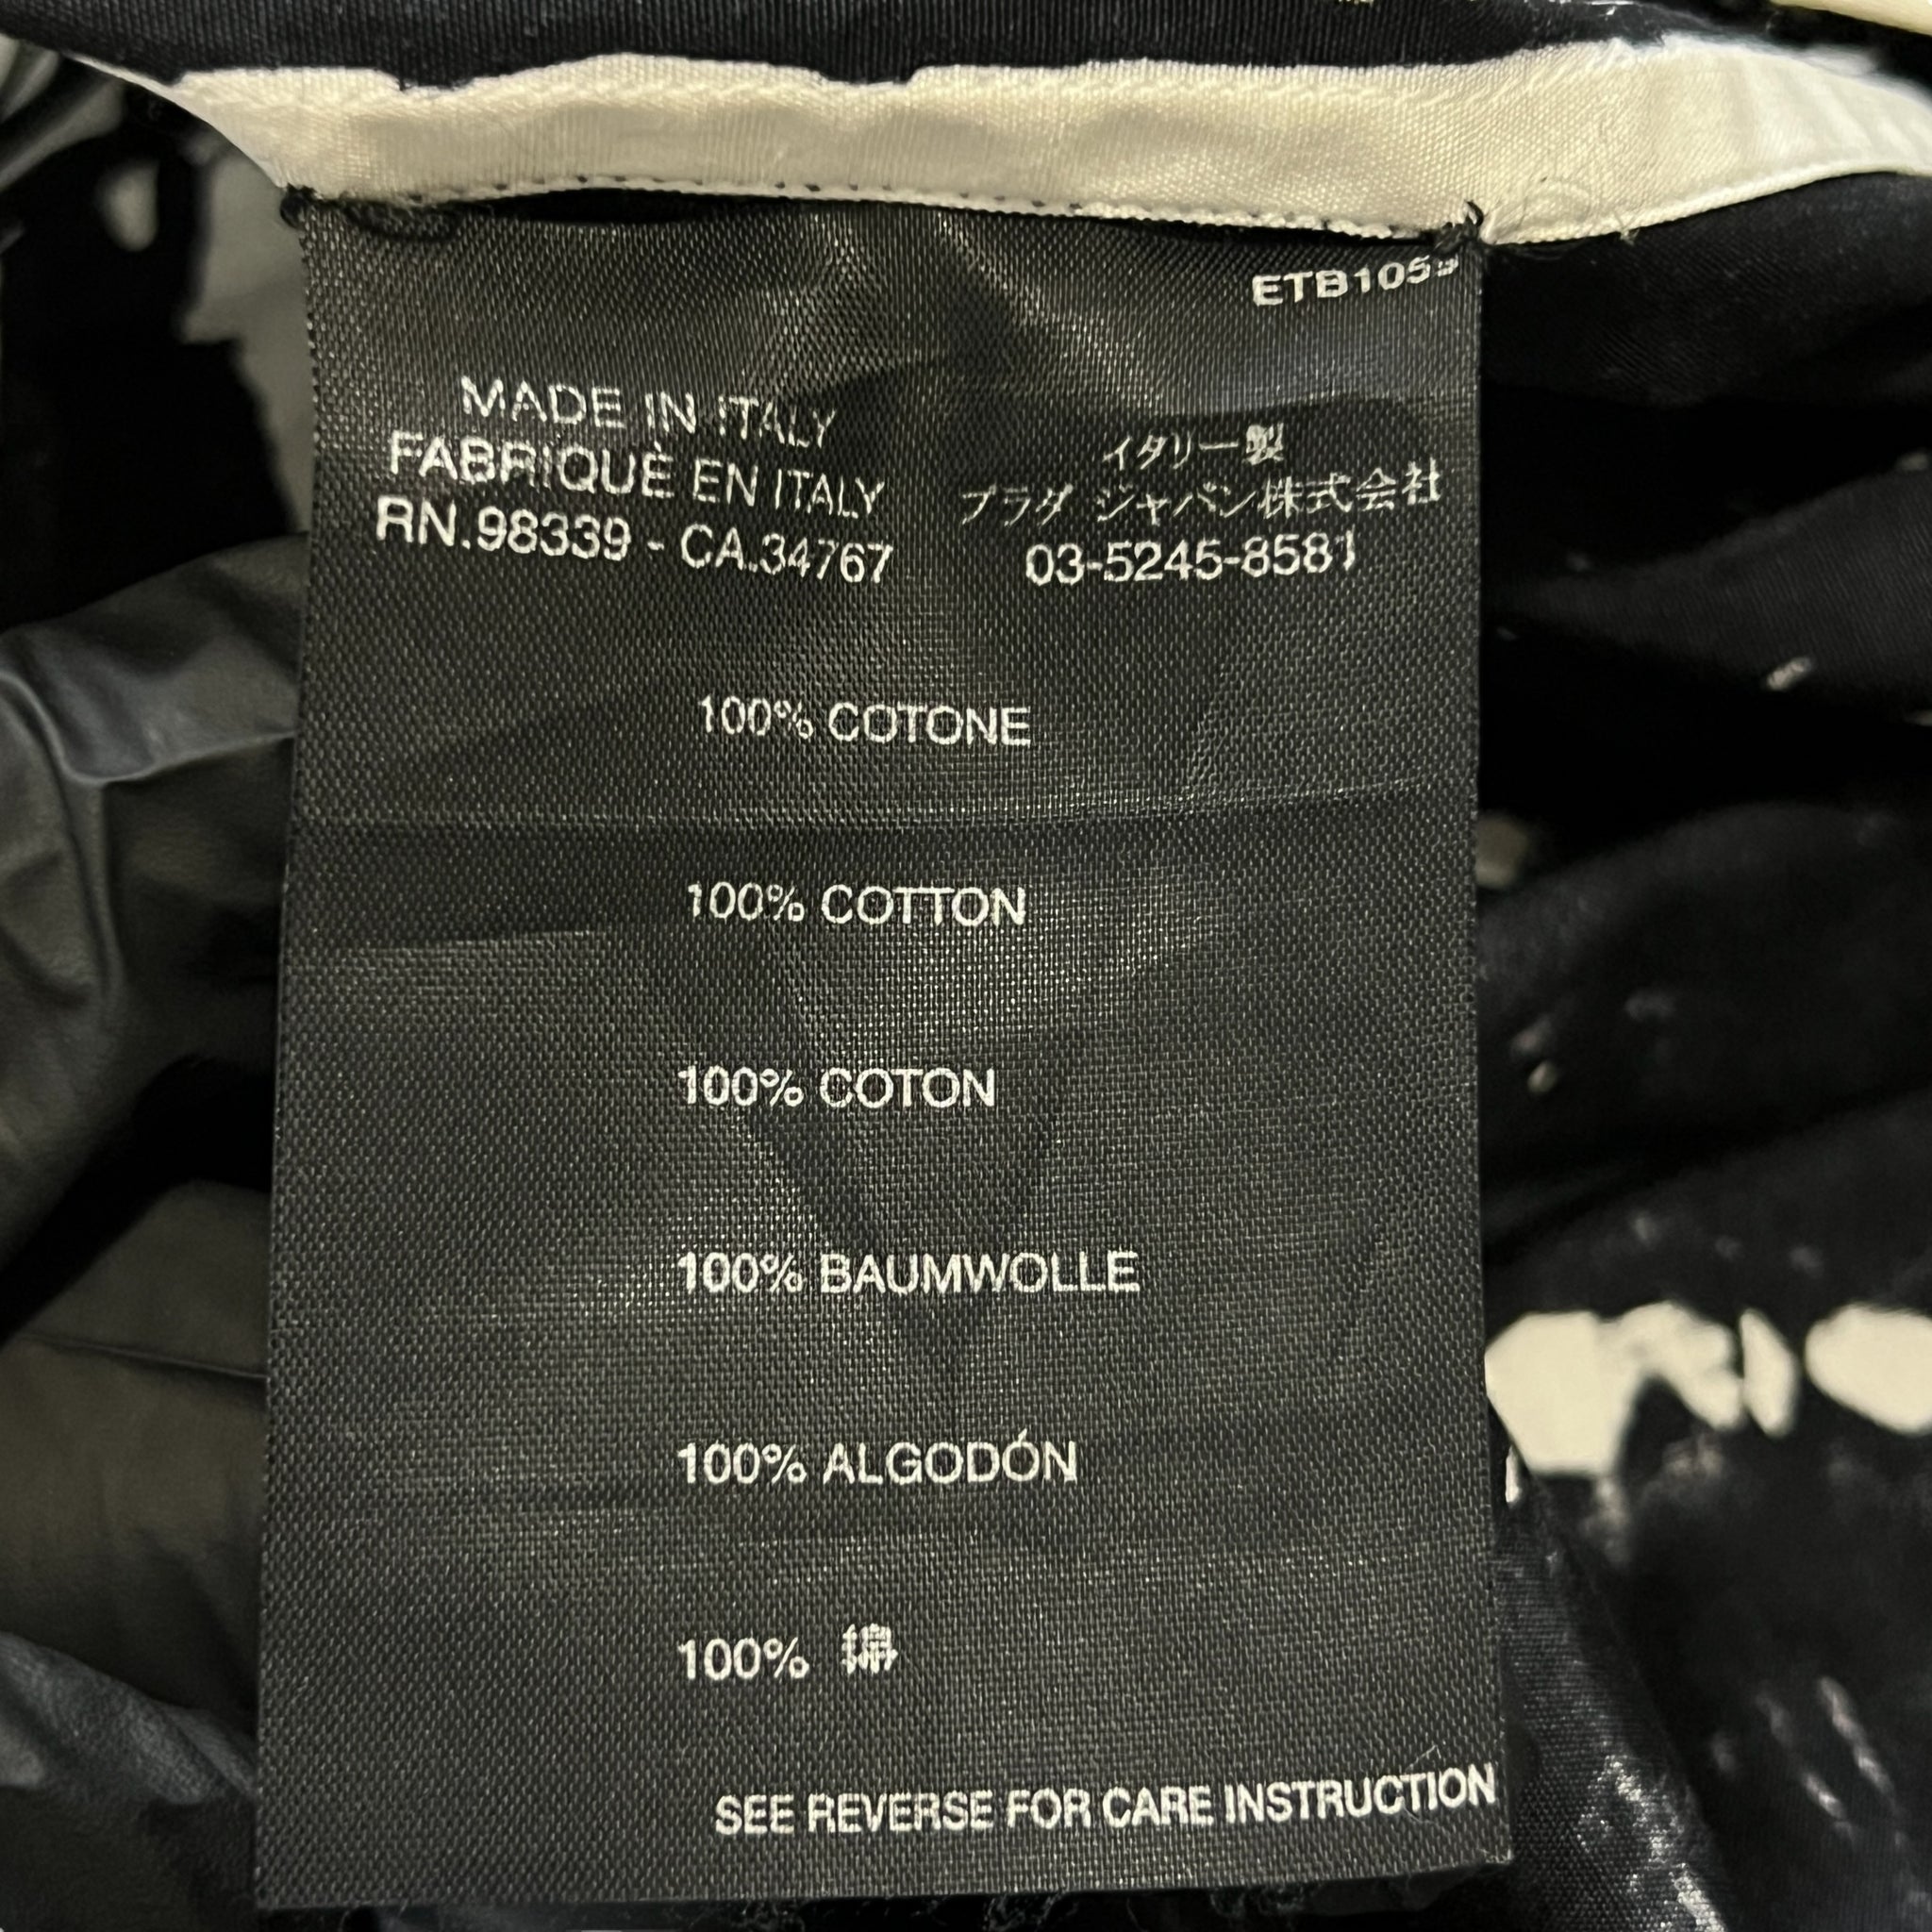 ETB1059
MADE IN ITALY
FABRIQUÈ EN ITALY
RN.98339 - CA.34767
イタリー製
プラダ ジャパン株式会社
03-5245-8581
100% COTONE
100% COTTON
100% COTON
100% BAUMWOLLE
100% ALGODÓN
100% 綿
SEE REVERSE FOR CARE INSTRUCTION